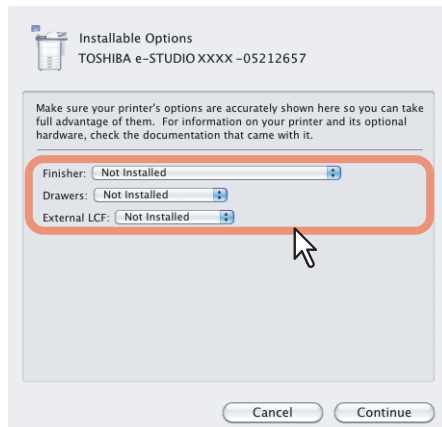 Installable Options
TOSHIBA e-STUDIO XXXX -05212657
Make sure your printer's options are accurately shown here so you can take
full advantage of them. For information on your printer and its optional
hardware, check the documentation that came with it.
Finisher: Not Installed
Drawers: Not Installed
External LCF: Not Installed
Cancel Continue